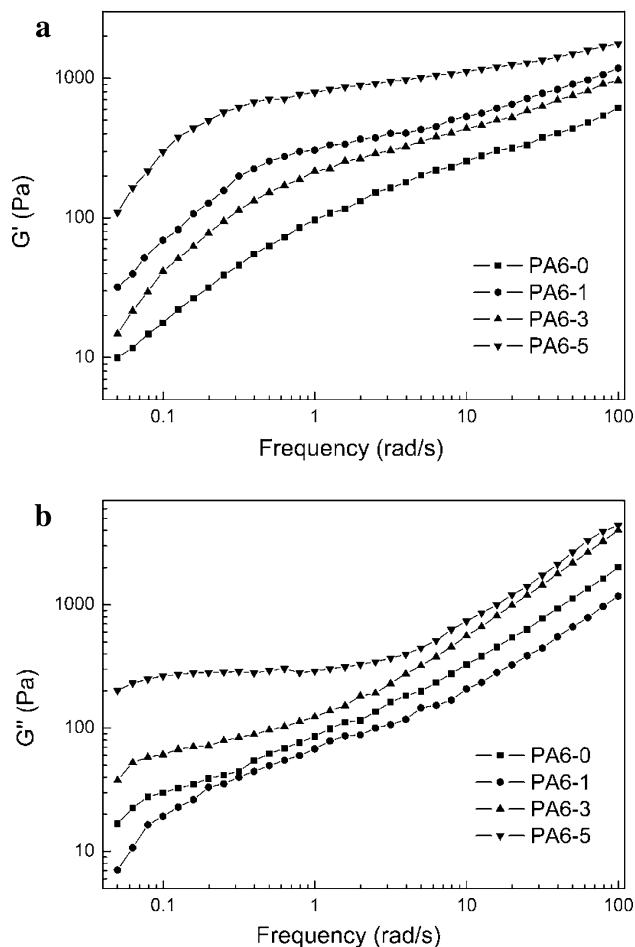 a
1000
100
10
G' (Pa)
PA6-0
PA6-1
PA6-3
PA6-5
0.1 1 10 100
Frequency (rad/s)
b
1000
100
10
G" (Pa)
PA6-0
PA6-1
PA6-3
PA6-5
0.1 1 10 100
Frequency (rad/s)